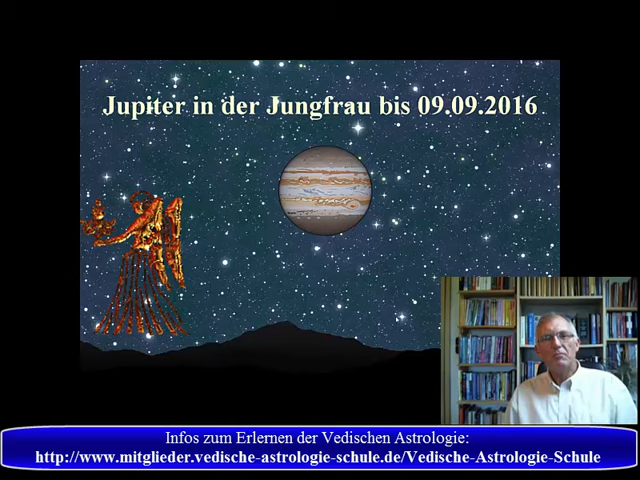 Jupiter in der Jungfrau bis 09.09.2016
Infos zum Erlernen der Vedischen Astrologie:
http://www.mitglieder.vedische-astrologie-schule.de/Vedische-Astrologie-Schule